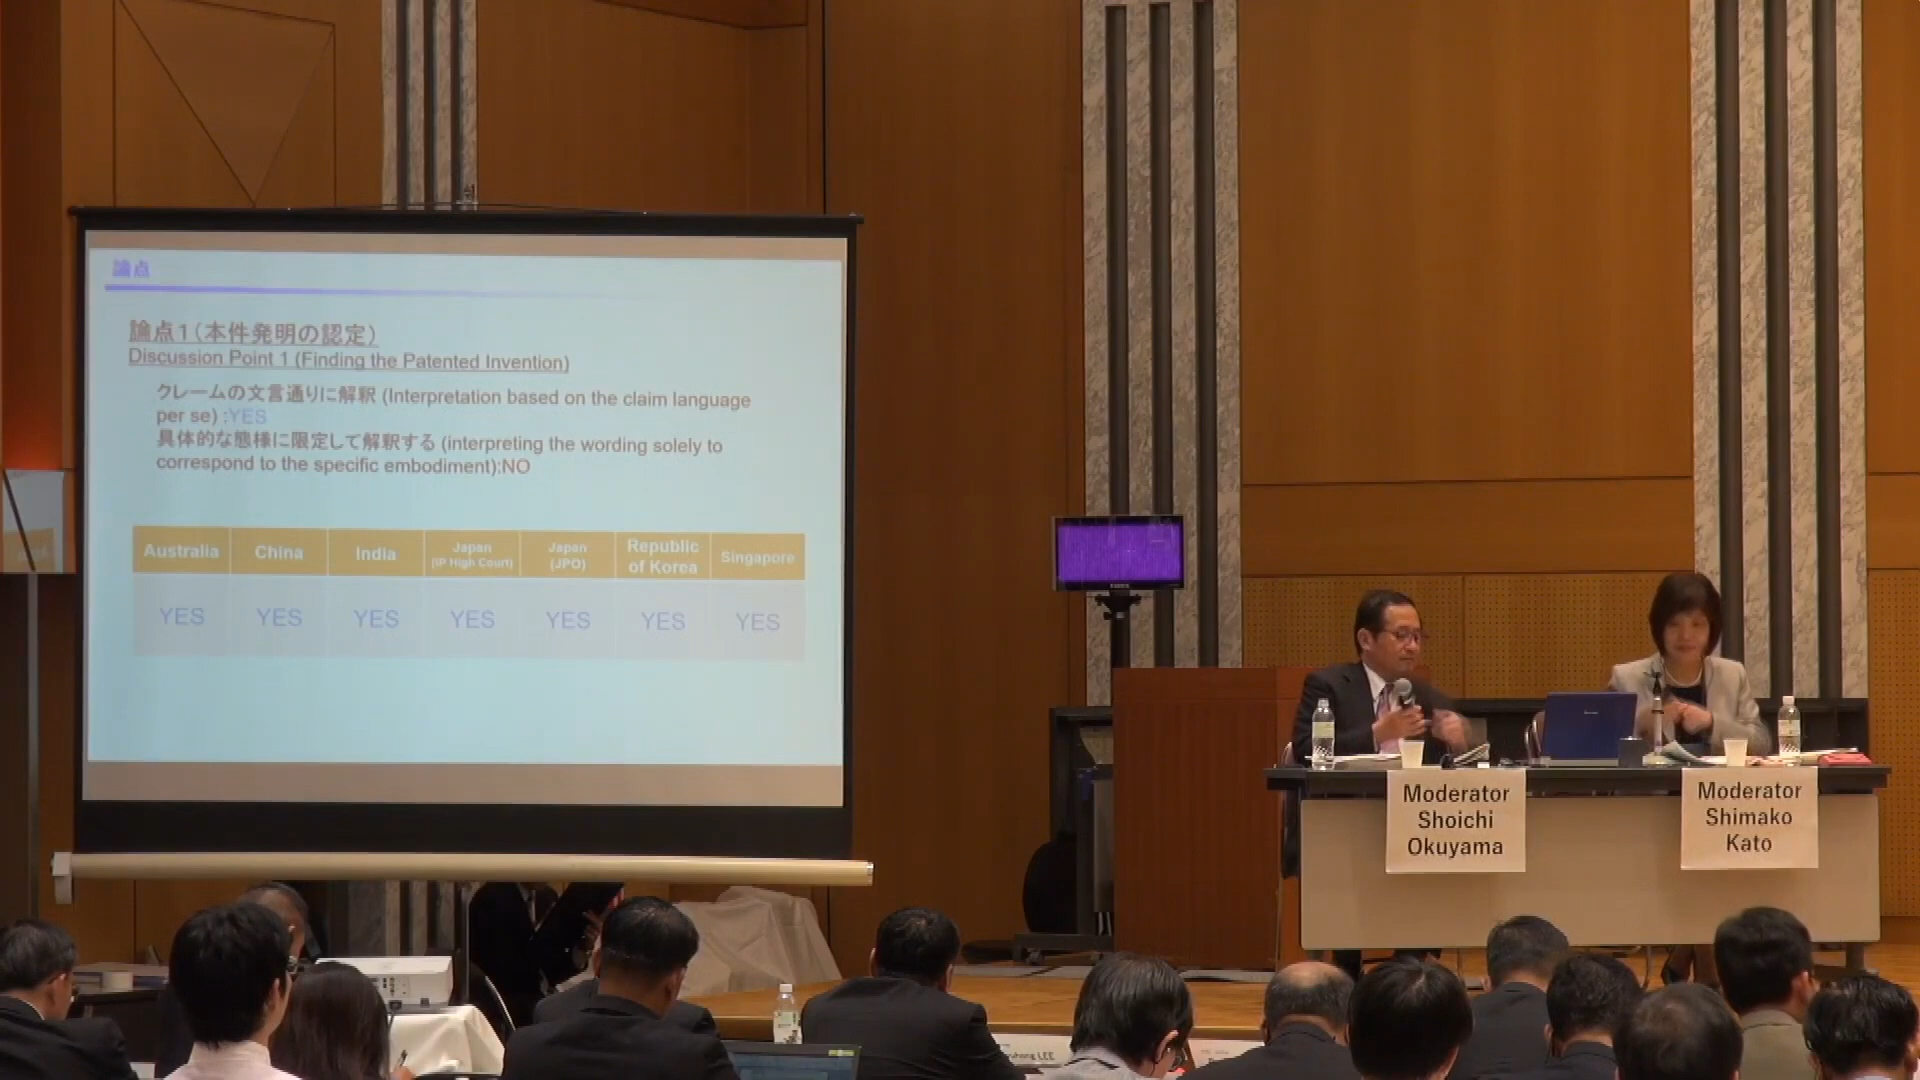 論点
論点1(本件発明の認定)
Discussion Point 1 (Finding the Patented Invention)
クレームの文言通りに解釈 (Interpretation based on the claim language
per se) :YES
具体的な態様に限定して解釈する (interpreting the wording solely to
correspond to the specific embodiment):NO
Australia China India Japan (IP High Court) Japan (JPO) Republic of Korea Singapore
YES YES YES YES YES YES YES
Moderator
Shoichi
Okuyama
Moderator
Shimako
Kato
LEE